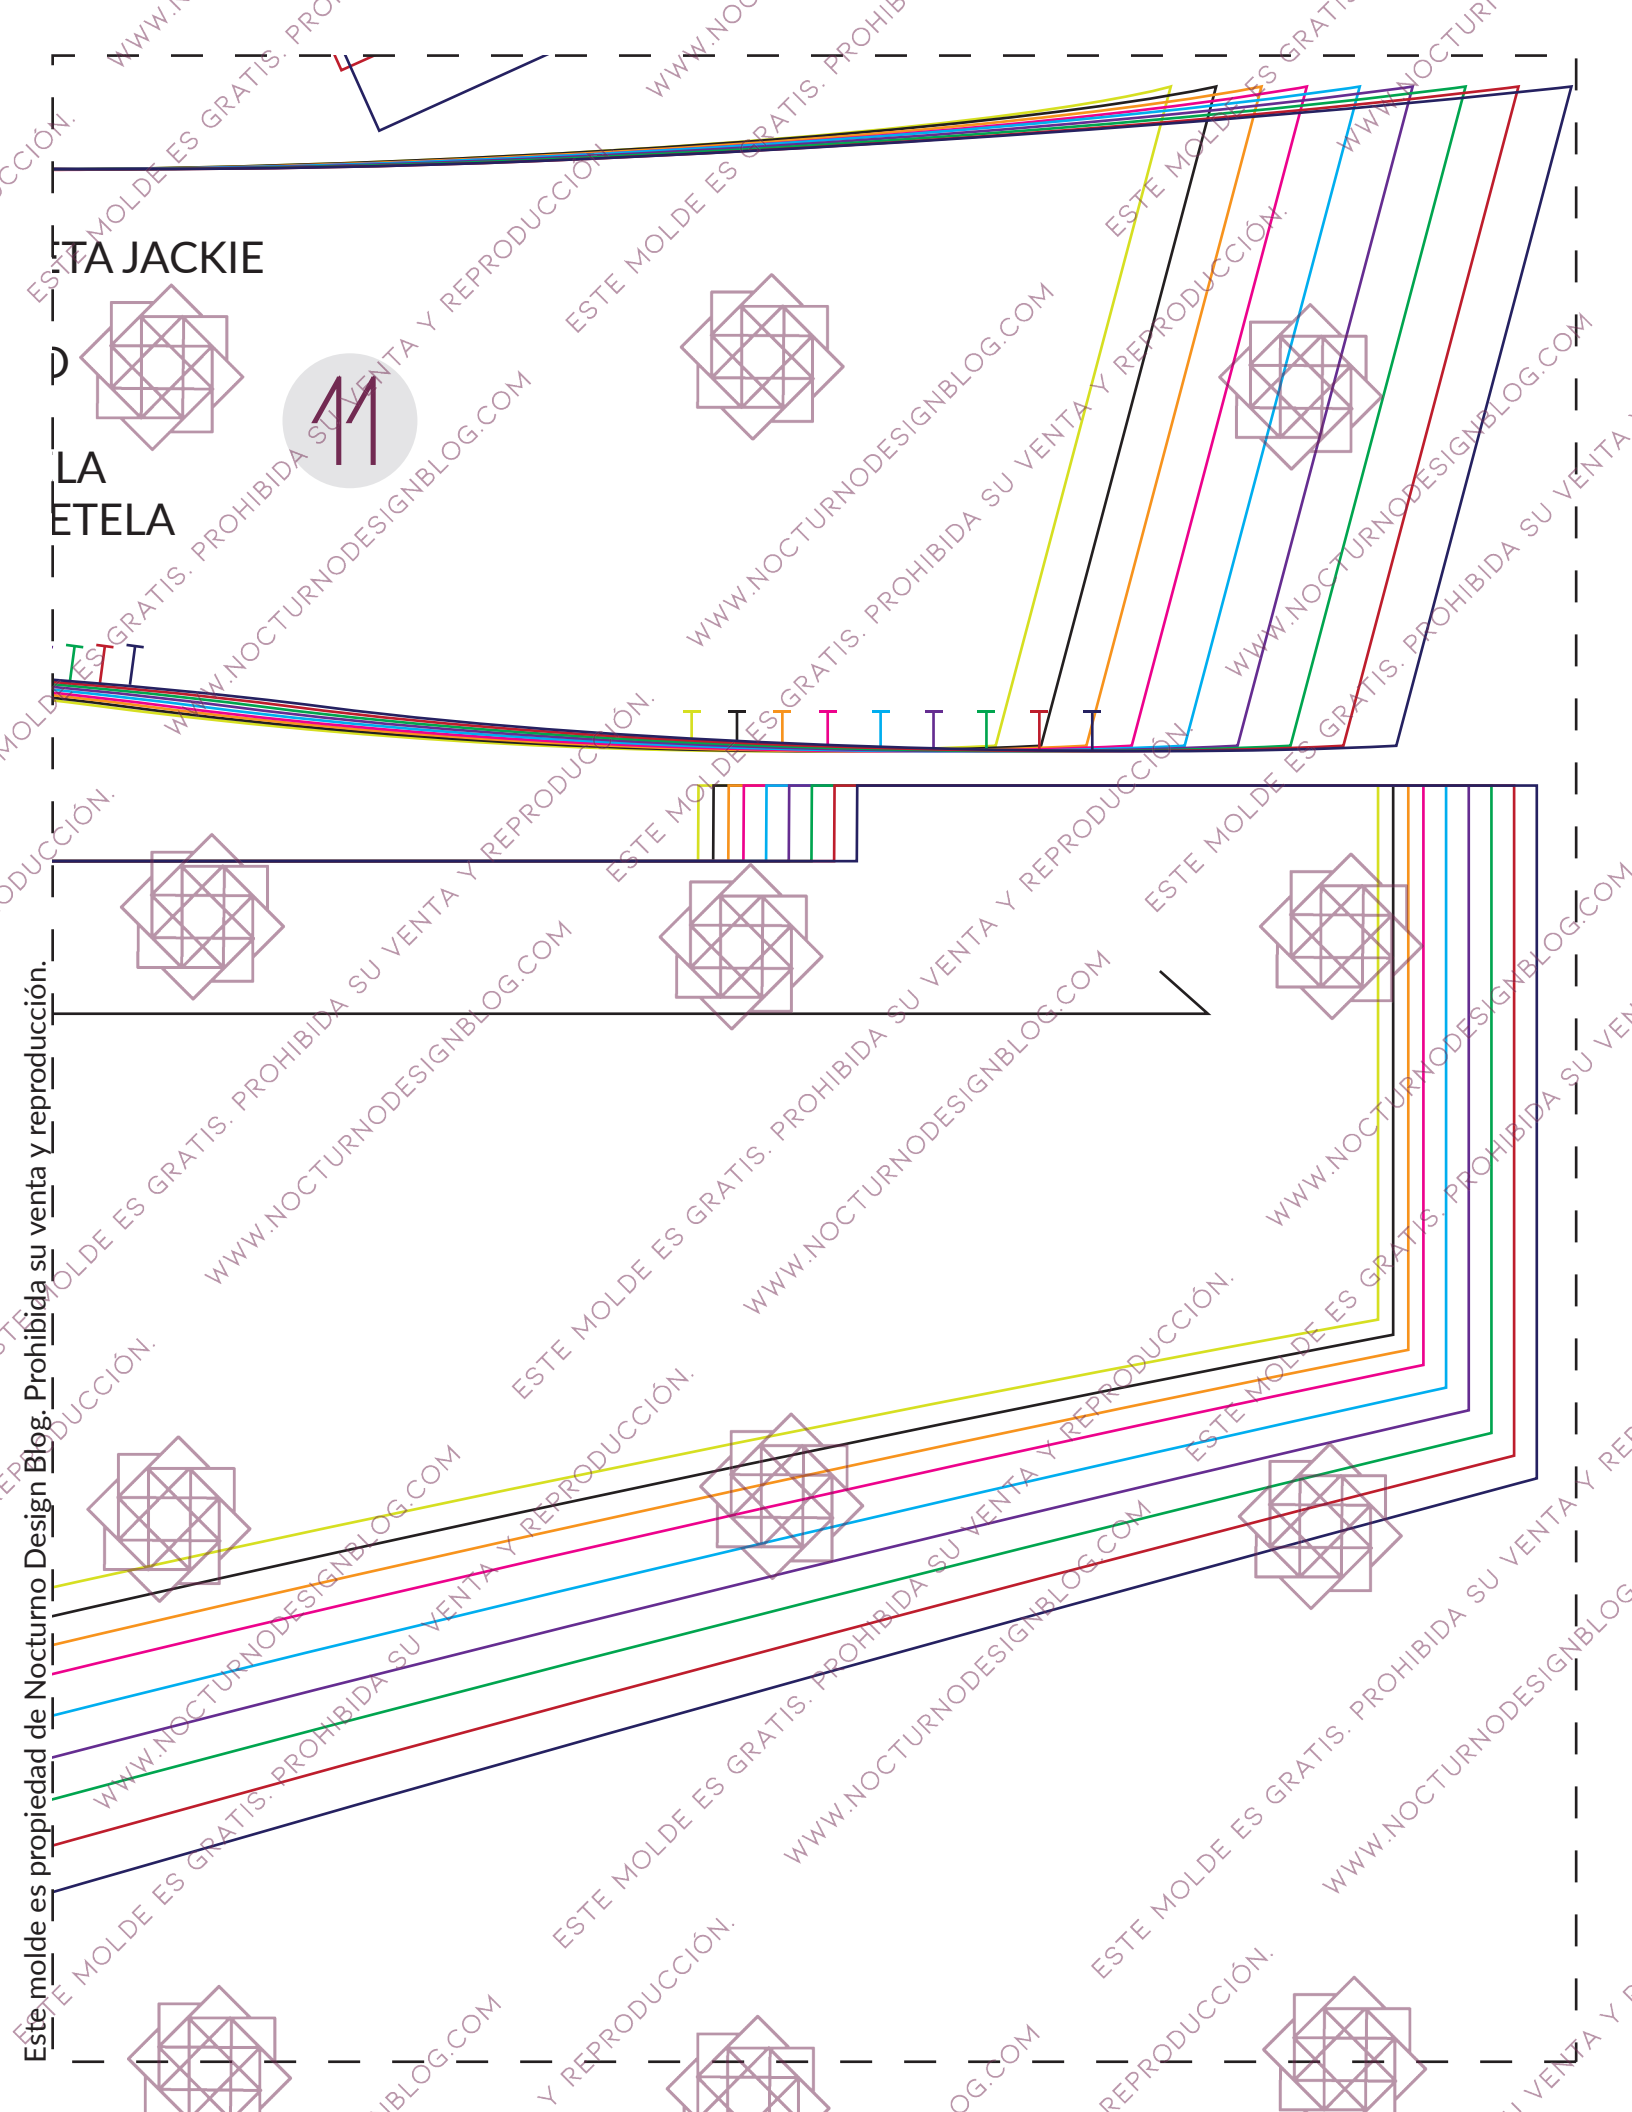 ETA JACKIE
O
11
LA
ETELA
Este molde es propiedad de Nocturno Design Blog. Prohibida su venta y reproducción.
ESTE MOLDE ES GRATIS. PROHIBIDA SU VENTA Y REPRODUCCIÓN.
WWW.NOCTURNODESIGNBLOG.COM